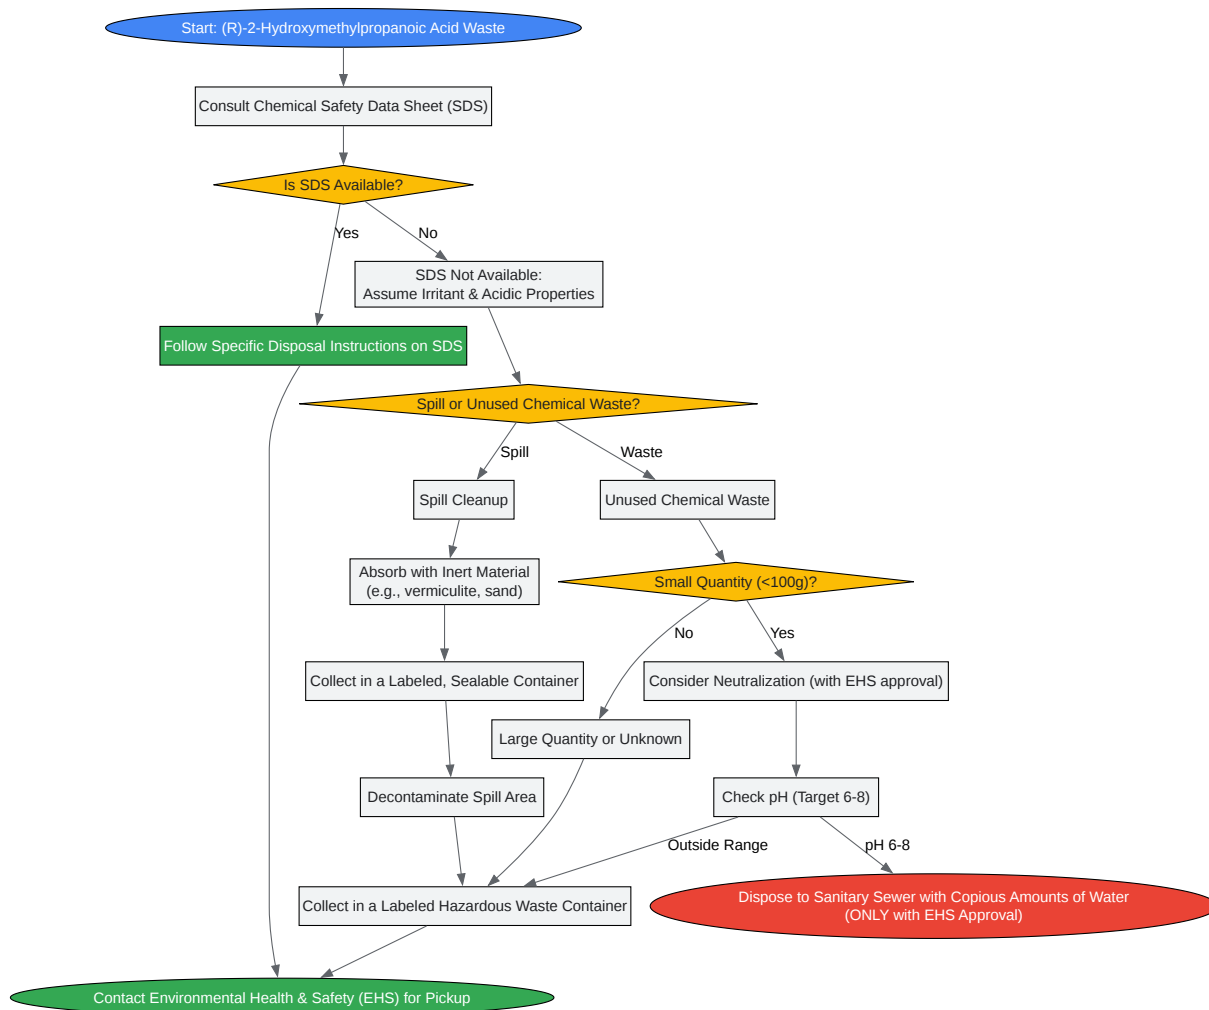 Start: (R)-2-Hydroxymethylpropanoic Acid Waste
Consult Chemical Safety Data Sheet (SDS)
Is SDS Available?
Yes
No
SDS Not Available:
Assume Irritant & Acidic Properties
Follow Specific Disposal Instructions on SDS
Spill or Unused Chemical Waste?
Spill
Waste
Spill Cleanup
Unused Chemical Waste
Absorb with Inert Material
(e.g., vermiculite, sand)
Small Quantity (<100g)?
No
Yes
Collect in a Labeled, Sealable Container
Consider Neutralization (with EHS approval)
Large Quantity or Unknown
Decontaminate Spill Area
Check pH (Target 6-8)
Outside Range
pH 6-8
Collect in a Labeled Hazardous Waste Container
Dispose to Sanitary Sewer with Copious Amounts of Water
(ONLY with EHS Approval)
Contact Environmental Health & Safety (EHS) for Pickup